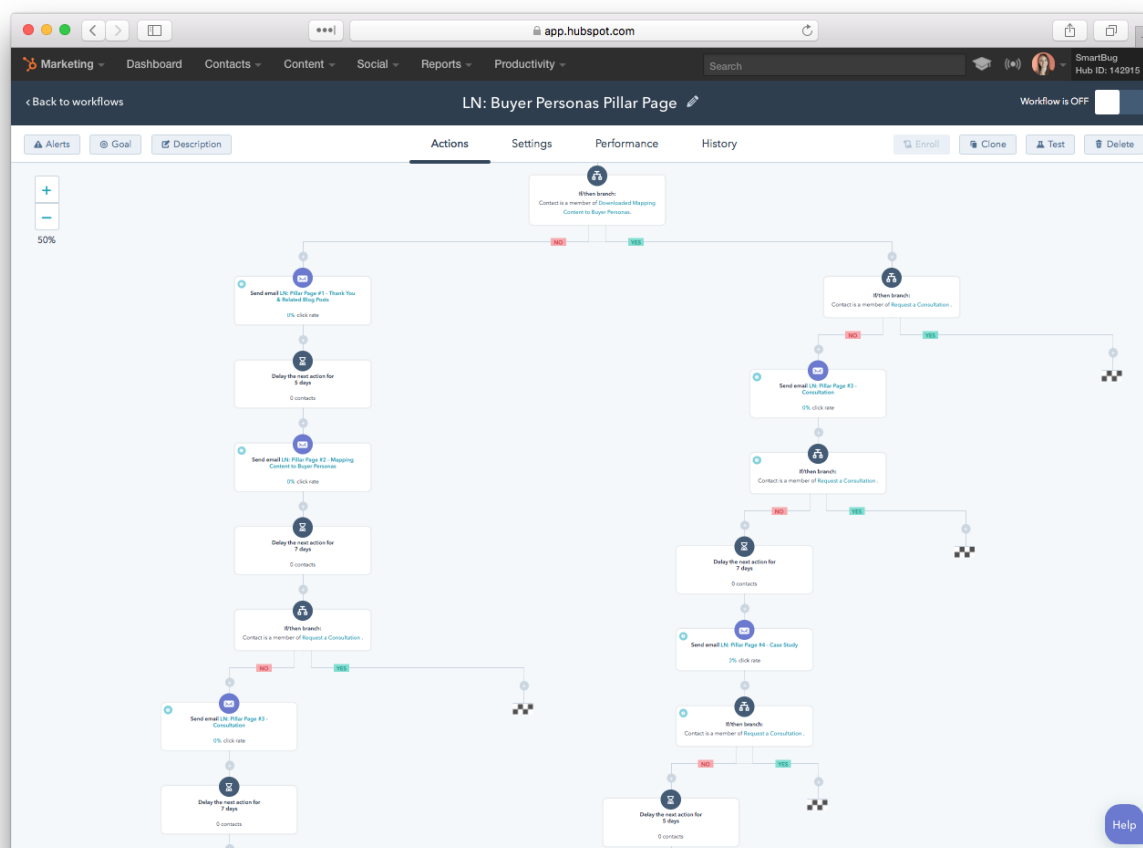 app.hubspot.com
Marketing
Dashboard
Contacts
Content
Social
Reports
Productivity
Search
SmartBug
Hub ID: 142915
Back to workflows
LN: Buyer Personas Pillar Page
Workflow is OFF
Alerts
Goal
Description
Actions
Settings
Performance
History
Enroll
Clone
Test
Delete
50%
If/then branch:
Contact is a member of Downloaded Mapping
Content to Buyer Personas.
NO
YES
Send email LN: Pillar Page #1 - Thank You
& Related Blog Posts
0% click rate
Delay the next action for
5 days
0 contacts
Send email LN: Pillar Page #2 - Mapping
Content to Buyer Personas
0% click rate
Delay the next action for
7 days
0 contacts
If/then branch:
Contact is a member of Request a Consultation .
NO
YES
Send email LN: Pillar Page #3 -
Consultation
0% click rate
Delay the next action for
7 days
0 contacts
If/then branch:
Contact is a member of Request a Consultation .
NO
YES
Send email LN: Pillar Page #3 -
Consultation
0% click rate
If/then branch:
Contact is a member of Request a Consultation .
NO
YES
Delay the next action for
7 days
0 contacts
Send email LN: Pillar Page #4 - Case Study
click rate
If/then branch:
Contact is a member of Request a Consultation .
NO
YES
Delay the next action for
5 days
0 contacts
Help